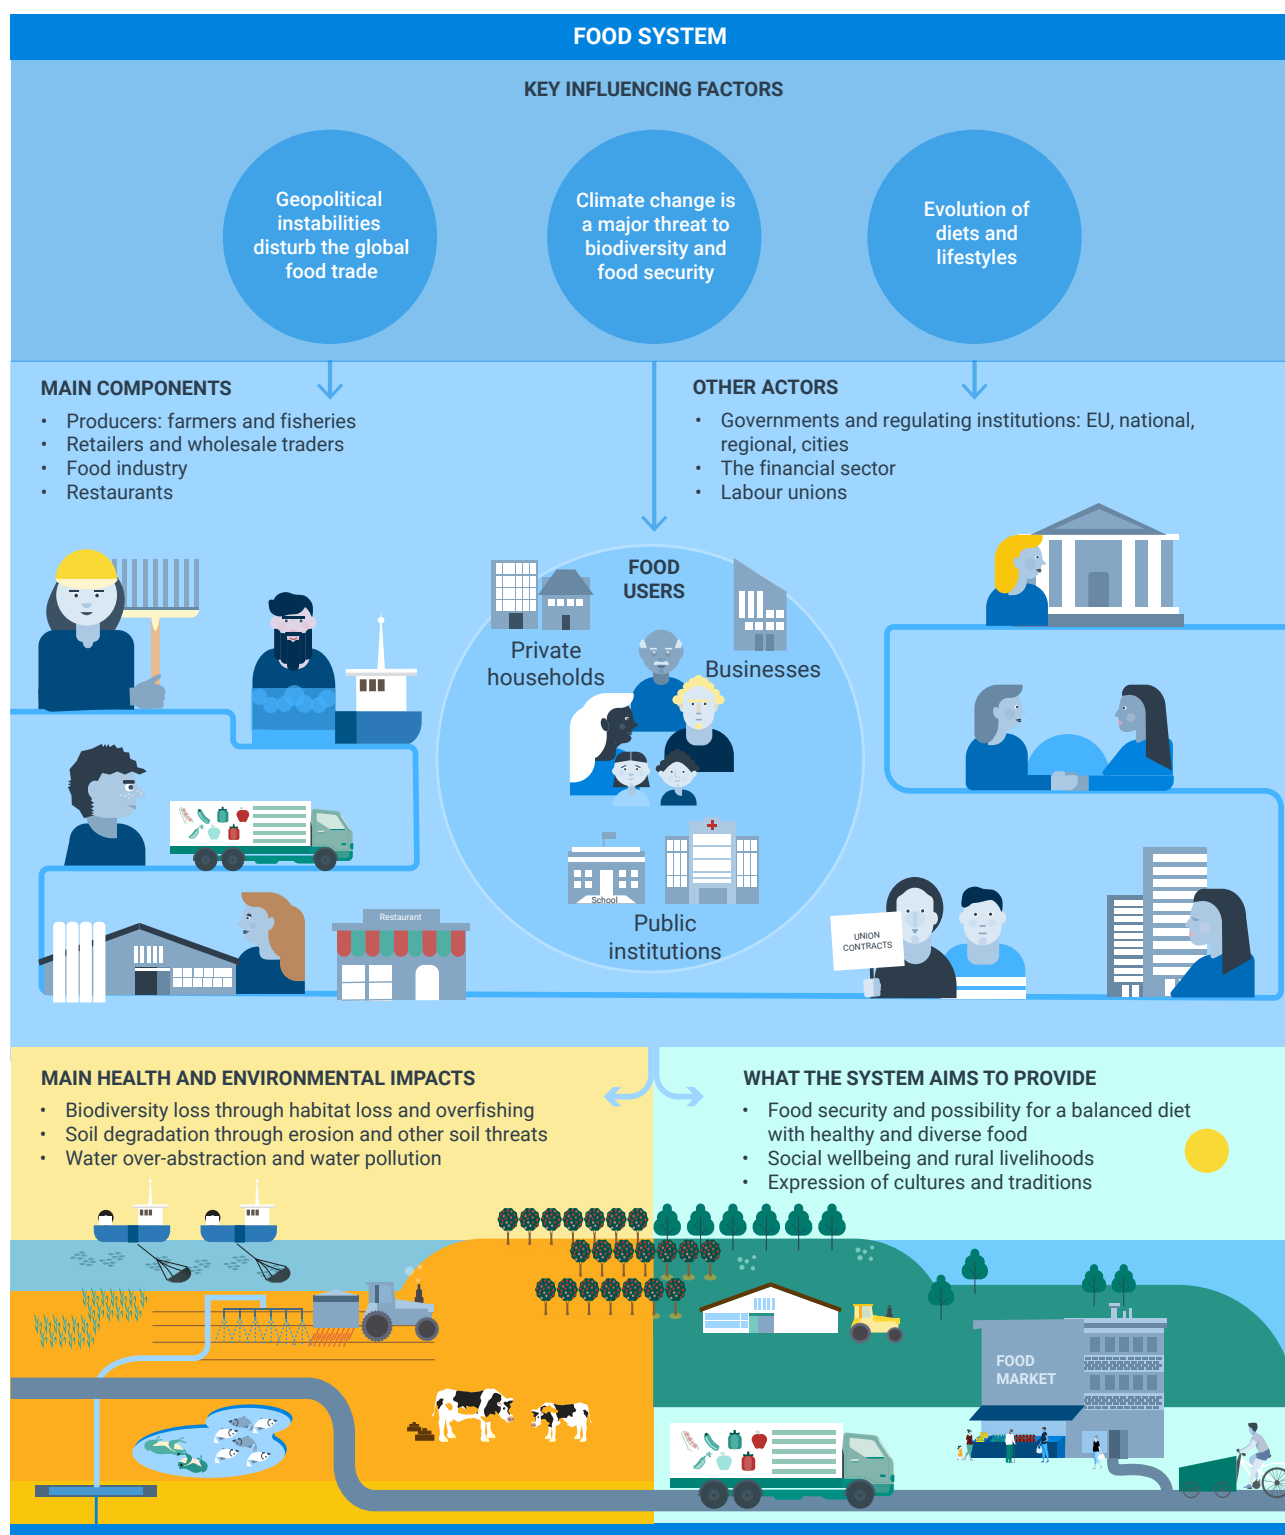 FOOD SYSTEM
KEY INFLUENCING FACTORS
Geopolitical
instabilities
disturb the global
food trade
Climate change is
a major threat to
biodiversity and
food security
Evolution of
diets and
lifestyles
MAIN COMPONENTS
• Producers: farmers and fisheries
• Retailers and wholesale traders
• Food industry
• Restaurants
OTHER ACTORS
• Governments and regulating institutions: EU, national,
regional, cities
• The financial sector
• Labour unions
FOOD
USERS
Private
households
Businesses
School
Public
institutions
Restaurant
UNION
CONTRACTS
MAIN HEALTH AND ENVIRONMENTAL IMPACTS
• Biodiversity loss through habitat loss and overfishing
• Soil degradation through erosion and other soil threats
• Water over-abstraction and water pollution
WHAT THE SYSTEM AIMS TO PROVIDE
• Food security and possibility for a balanced diet
with healthy and diverse food
• Social wellbeing and rural livelihoods
• Expression of cultures and traditions
FOOD
MARKET